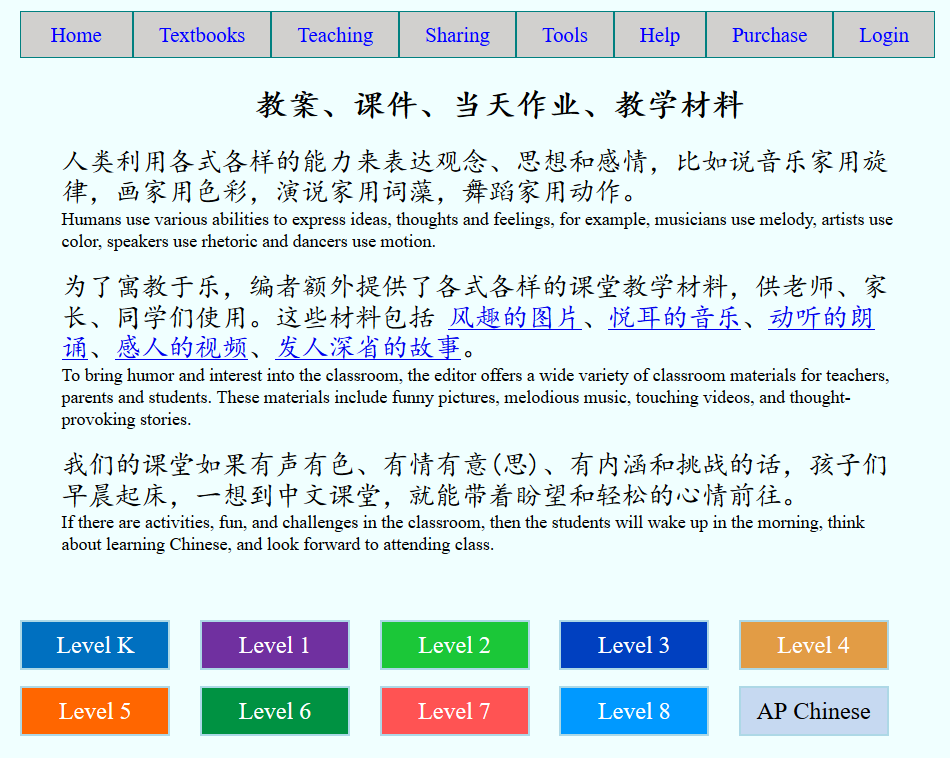 Home Textbooks Teaching Sharing Tools Help Purchase Login
教案、课件、当天作业、教学材料
人类利用各式各样的能力来表达观念、思想和感情，比如说音乐家用旋
律，画家用色彩，演说家用词藻，舞蹈家用动作。
Humans use various abilities to express ideas, thoughts and feelings, for example, musicians use melody, artists use
color, speakers use rhetoric and dancers use motion.
为了寓教于乐，编者额外提供了各式各样的课堂教学材料，供老师、家
长、同学们使用。这些材料包括 风趣的图片、悦耳的音乐、动听的朗
诵、感人的视频、发人深省的故事。
To bring humor and interest into the classroom, the editor offers a wide variety of classroom materials for teachers,
parents and students. These materials include funny pictures, melodious music, touching videos, and thought-
provoking stories.
我们的课堂如果有声有色、有情有意(思)、有内涵和挑战的话，孩子们
早晨起床，一想到中文课堂，就能带着盼望和轻松的心情前往。
If there are activities, fun, and challenges in the classroom, then the students will wake up in the morning, think
about learning Chinese, and look forward to attending class.
Level K Level 1 Level 2 Level 3 Level 4
Level 5 Level 6 Level 7 Level 8 AP Chinese